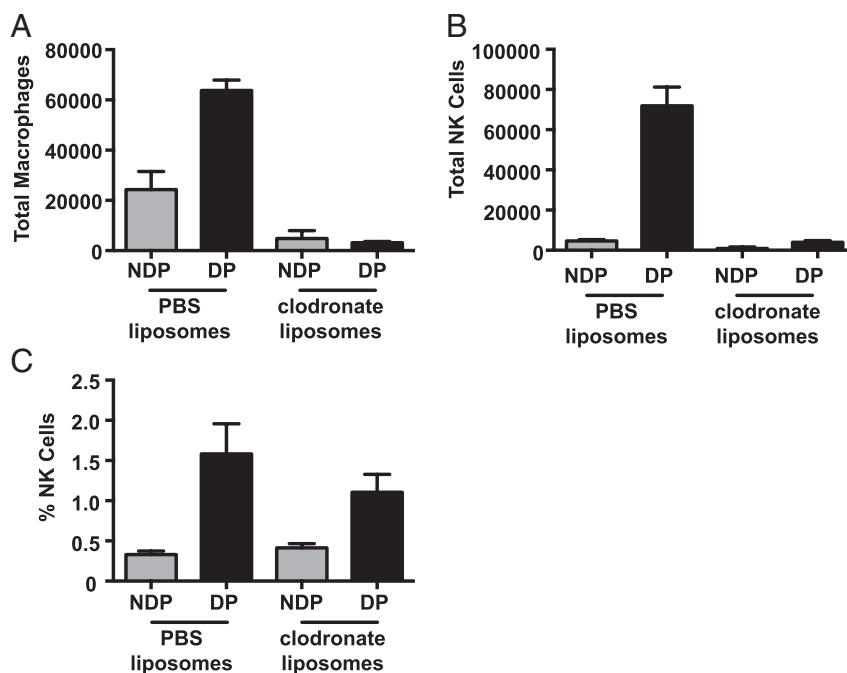 A
Total Macrophages
80000
60000
40000
20000
0
NDP DP NDP DP
PBS clodronate
liposomes liposomes
B
Total NK Cells
100000
80000
60000
40000
20000
0
NDP DP NDP DP
PBS clodronate
liposomes liposomes
C
% NK Cells
2.5
2.0
1.5
1.0
0.5
0
NDP DP NDP DP
PBS clodronate
liposomes liposomes